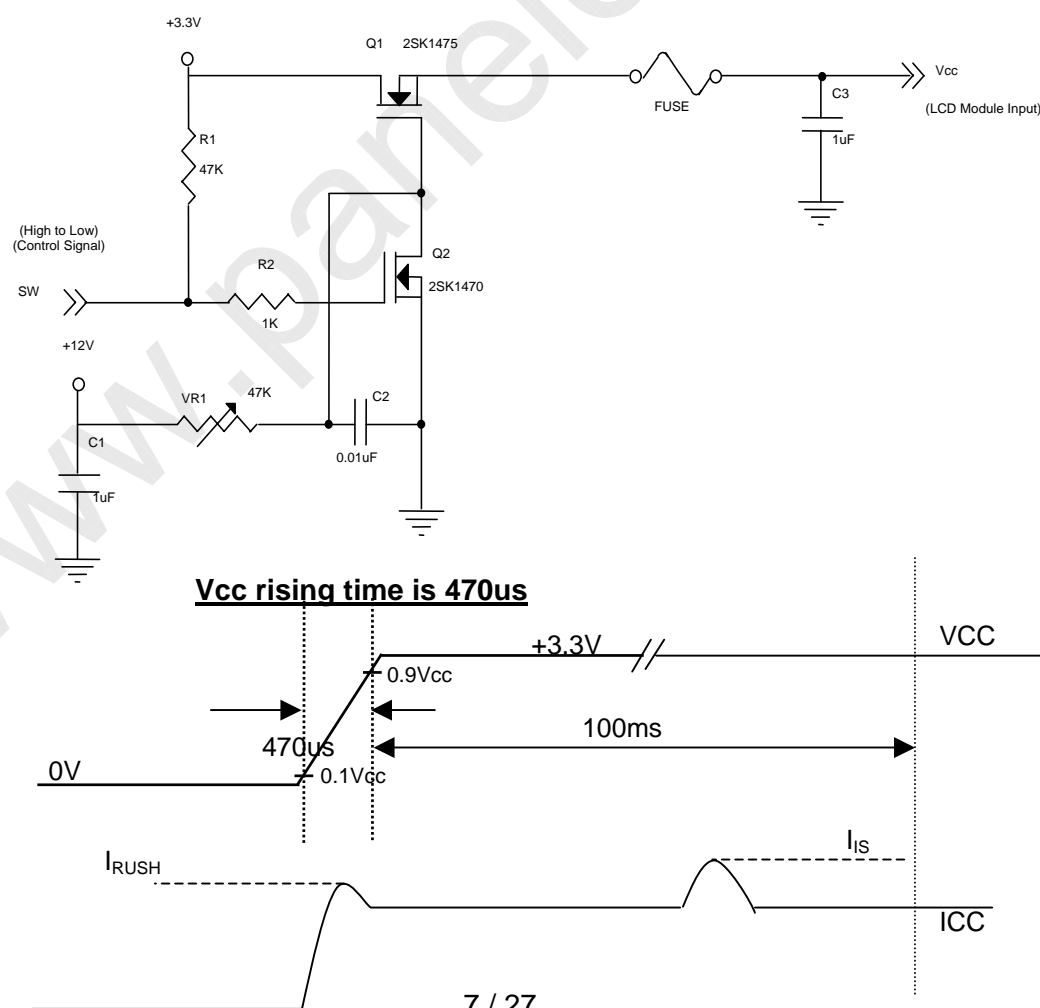 +3.3V
Q1 2SK1475
Vcc
FUSE
C3
(LCD Module Input)
R1
47K
1uF
(High to Low)
(Control Signal)
Q2
R2
2SK1470
SW
1K
+12V
VR1
47K
C2
C1
0.01uF
1uF
Vcc rising time is 470us
VCC
+3.3V
0.9Vcc
100ms
470us
0V
0.1Vcc
IIS
IRUSH
ICC
7 / 27
www.panel